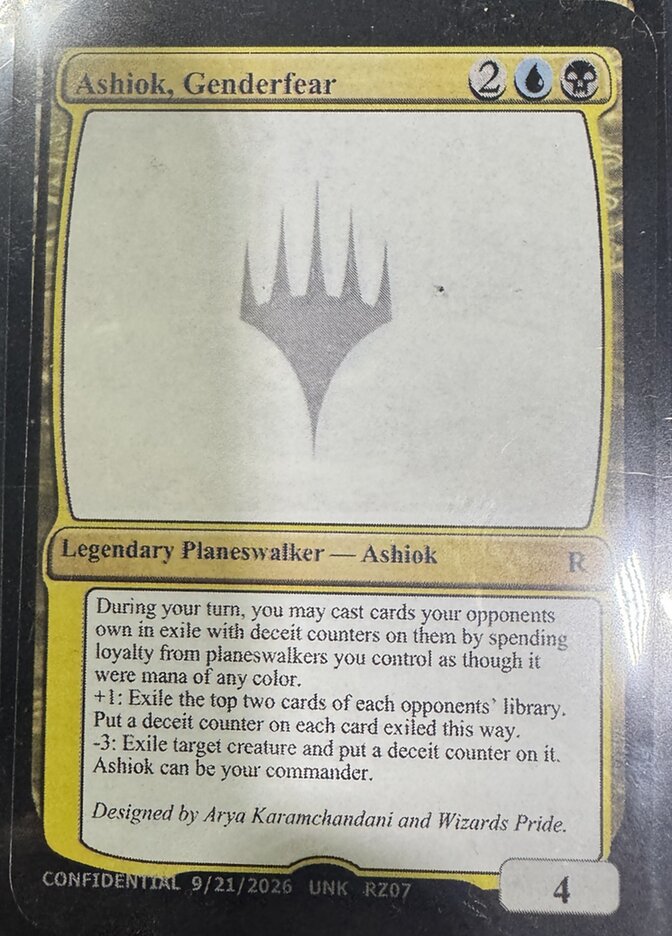 Ashiok, Genderfear 2
Legendary Planeswalker — Ashiok R
During your turn, you may cast cards your opponents
own in exile with deceit counters on them by spending
loyalty from planeswalkers you control as though it
were mana of any color.
+1: Exile the top two cards of each opponents' library.
Put a deceit counter on each card exiled this way.
-3: Exile target creature and put a deceit counter on it.
Ashiok can be your commander.
Designed by Arya Karamchandani and Wizards Pride.
CONFIDENTIAL 9/21/2026 UNK RZ07
4